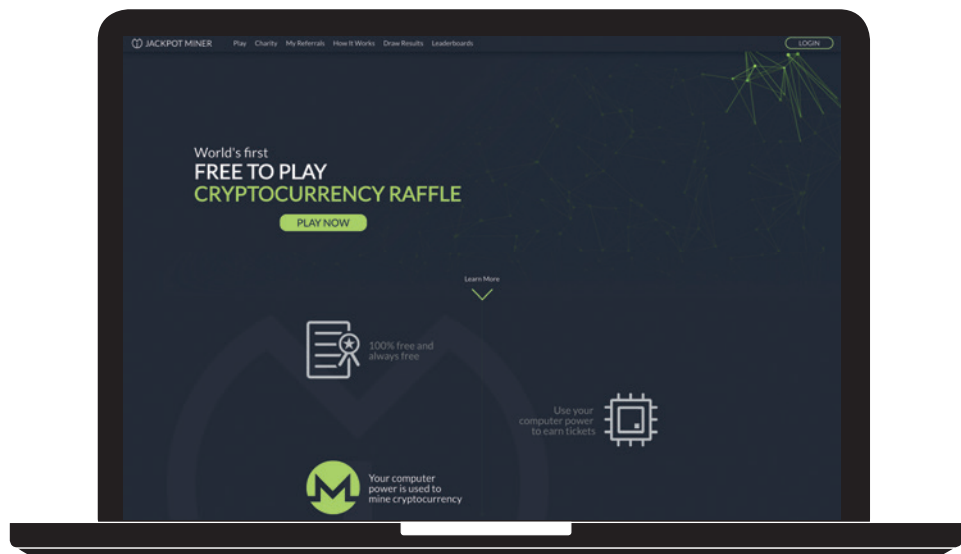 JACKPOT MINER Play Charity My Referrals How It Works Draw Results Leaderboards LOGIN
World's first
FREE TO PLAY
CRYPTOCURRENCY RAFFLE
PLAY NOW
Learn More
100% free and
always free
Use your
computer power
to earn tickets
Your computer
power is used to
mine cryptocurrency